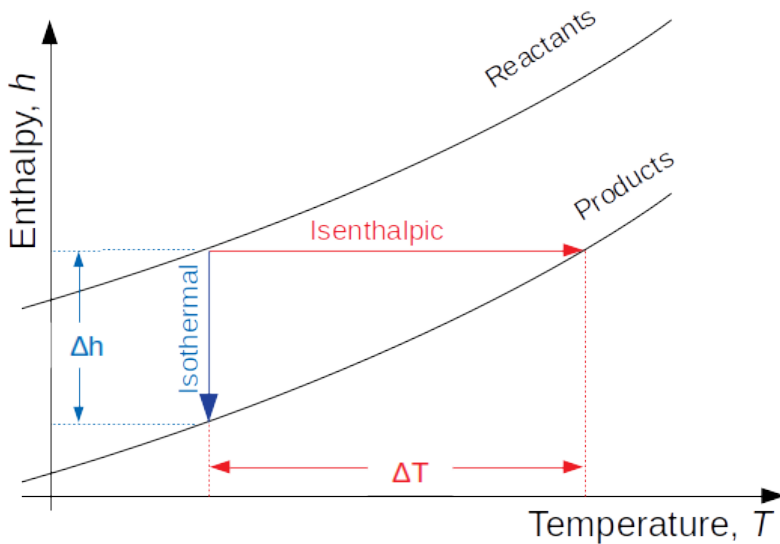 Enthalpy, h
Reactants
Products
Isenthalpic
Isothermal
Δh
ΔT
Temperature, T